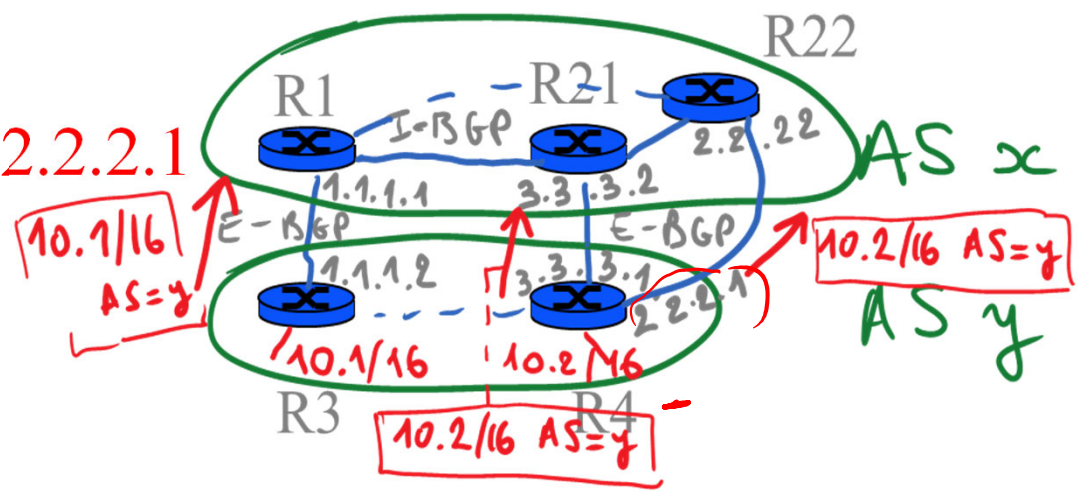 R22
R1
R21
I-BGP
2.2.2.22
2.2.2.1
AS x
1.1.1.1
3.3.3.2
10.1/16
AS=y
E-BGP
E-BGP
10.2/16 AS=y
1.1.1.2
3.3.3.1
2.2.2.1
AS y
10.1/16
10.2/16
R3
R4
10.2/16 AS=y